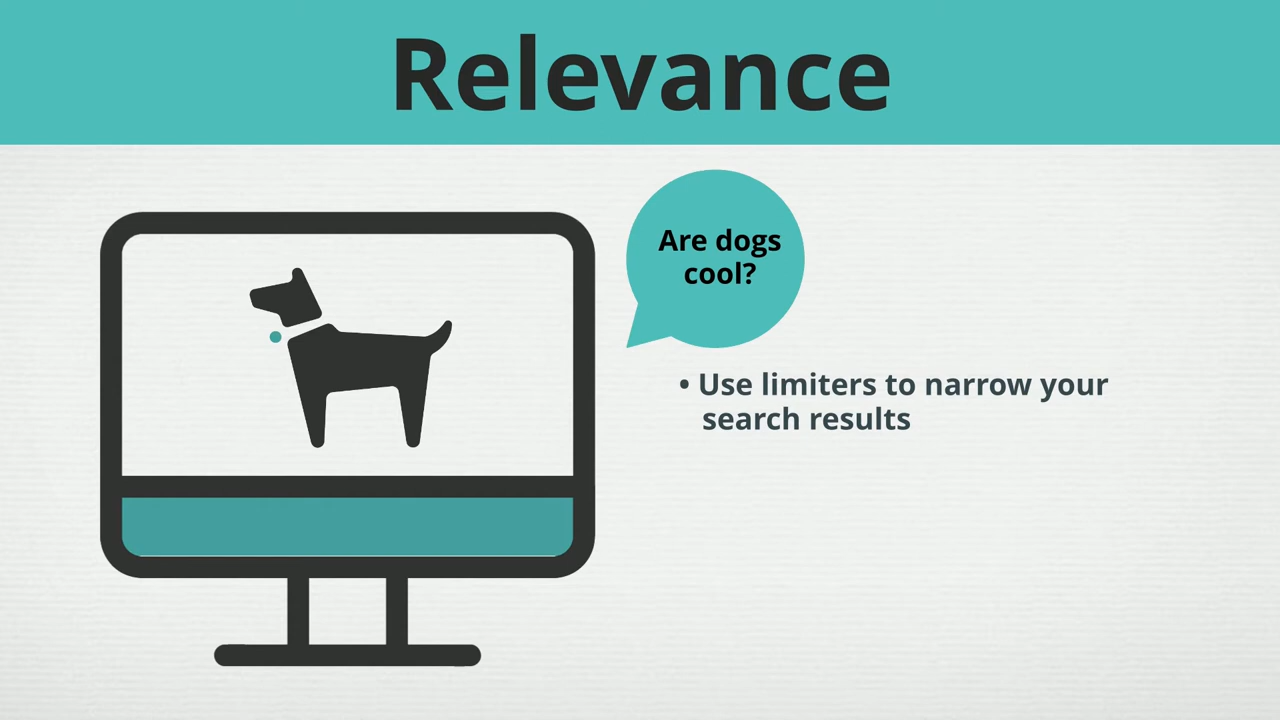 Relevance
Are dogs
cool?
• Use limiters to narrow your
search results